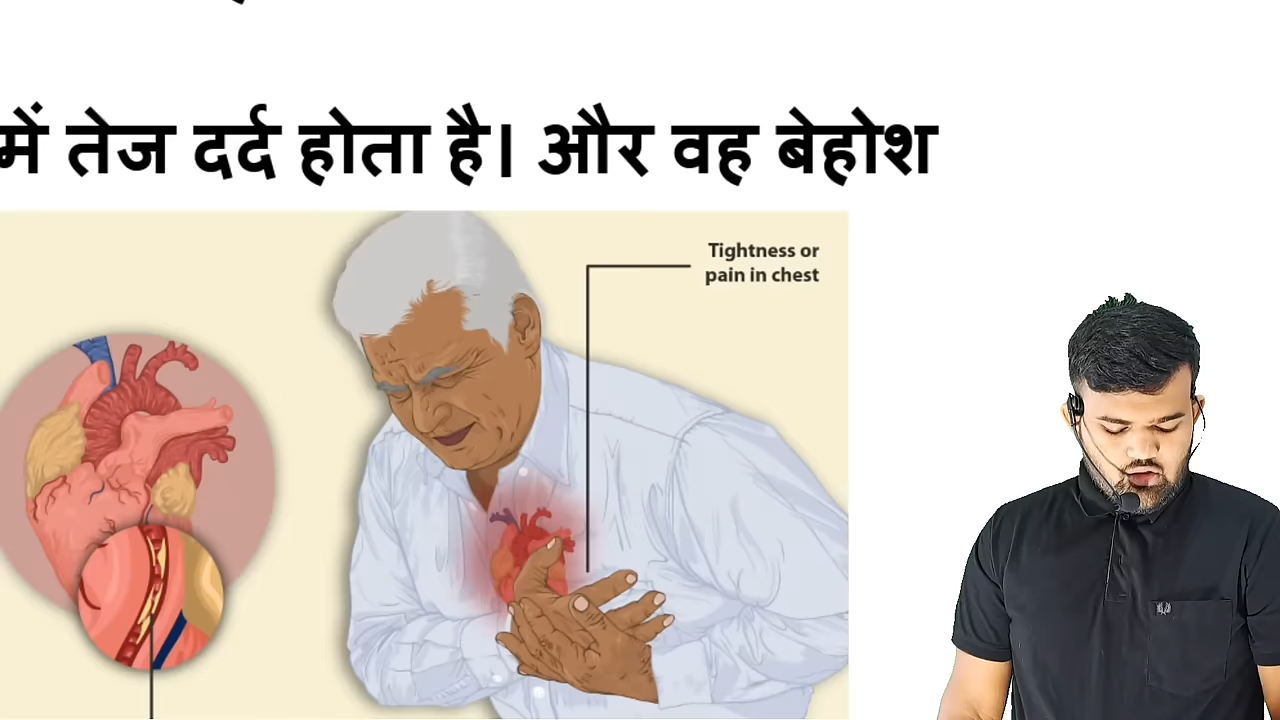 में तेज दर्द होता है। और वह बेहोश
Tightness or
pain in chest